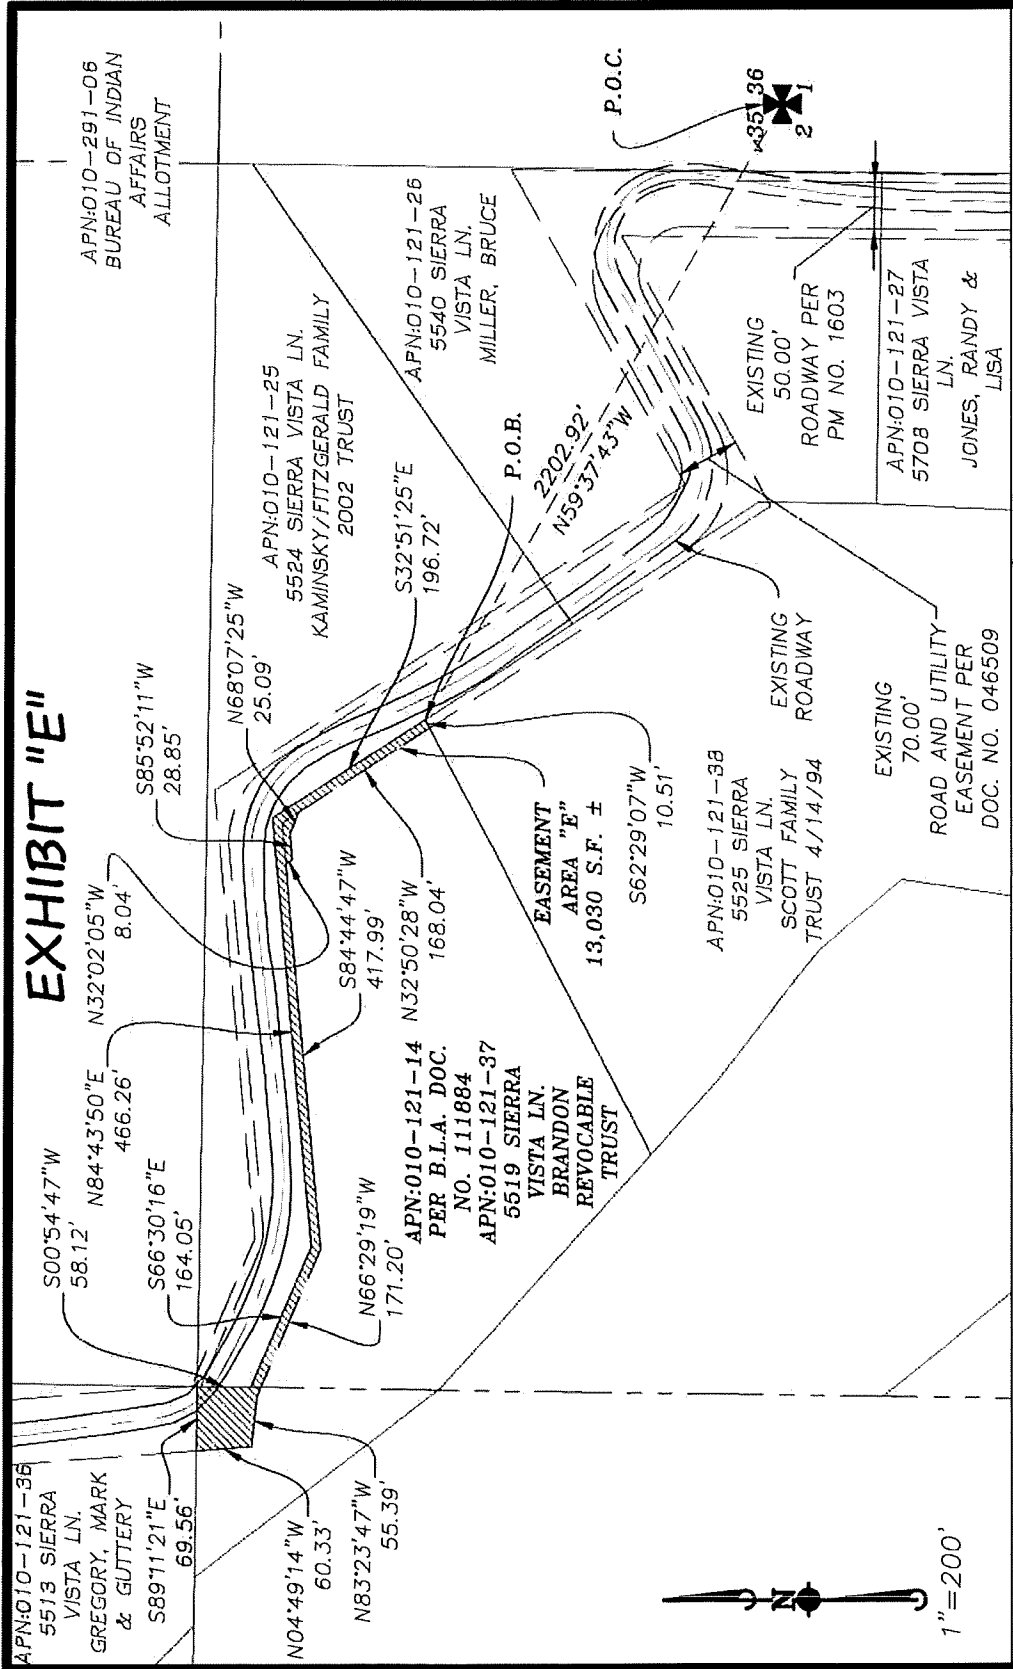 EXHIBIT "E"
APN:010-121-36
5513 SIERRA
VISTA LN.
GREGORY, MARK
& GUTTERY
S89°11'21"E
69.56'
N04°49'14"W
60.33'
N83°23'47"W
55.39'
S00°54'47"W
58.12'
S66°30'16"E
164.05'
N66°29'19"W
171.20'
N84°43'50"E
466.26'
N32°02'05"W
8.04'
S84°44'47"W
417.99'
S85°52'11"W
28.85'
N68°07'25"W
25.09'
N32°50'28"W
168.04'
S32°51'25"E
196.72'
APN:010-121-14
PER B.L.A. DOC.
NO. 111884
APN:010-121-37
5519 SIERRA
VISTA LN.
BRANDON
REVOCABLE
TRUST
EASEMENT
AREA "E"
13,030 S.F. ±
S62°29'07"W
10.51'
P.O.B.
2202.92'
N59°37'43"W
APN:010-121-25
5524 SIERRA VISTA LN.
KAMINSKY/FITZGERALD FAMILY
2002 TRUST
APN:010-291-06
BUREAU OF INDIAN
AFFAIRS
ALLOTMENT
APN:010-121-26
5540 SIERRA
VISTA LN.
MILLER, BRUCE
P.O.C.
35 36
2 1
EXISTING
50.00'
ROADWAY PER
PM NO. 1603
APN:010-121-27
5708 SIERRA VISTA
LN.
JONES, RANDY &
LISA
EXISTING
ROADWAY
APN:010-121-38
5525 SIERRA
VISTA LN.
SCOTT FAMILY
TRUST 4/14/94
EXISTING
70.00'
ROAD AND UTILITY
EASEMENT PER
DOC. NO. 046509
N
1"=200'